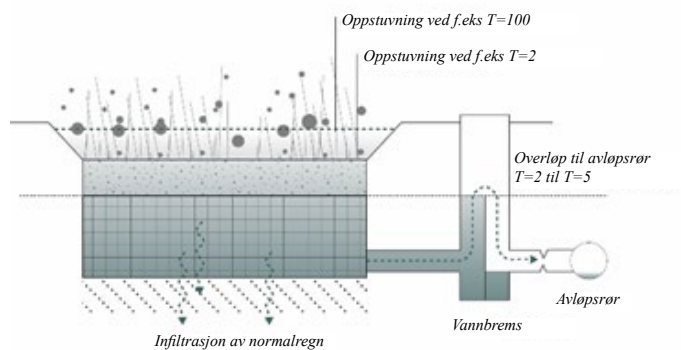 Oppstuvning ved f.eks T=100
Oppstuvning ved f.eks T=2
Overløp til avløpsrør
T=2 til T=5
Avløpsrør
Vannbrems
Infiltrasjon av normalregn